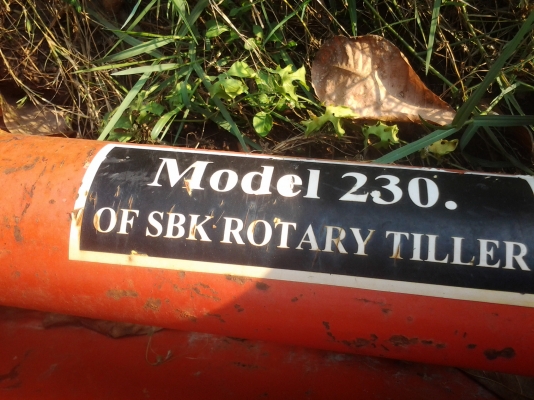 Model 230.
OF SBK ROTARY TILLER